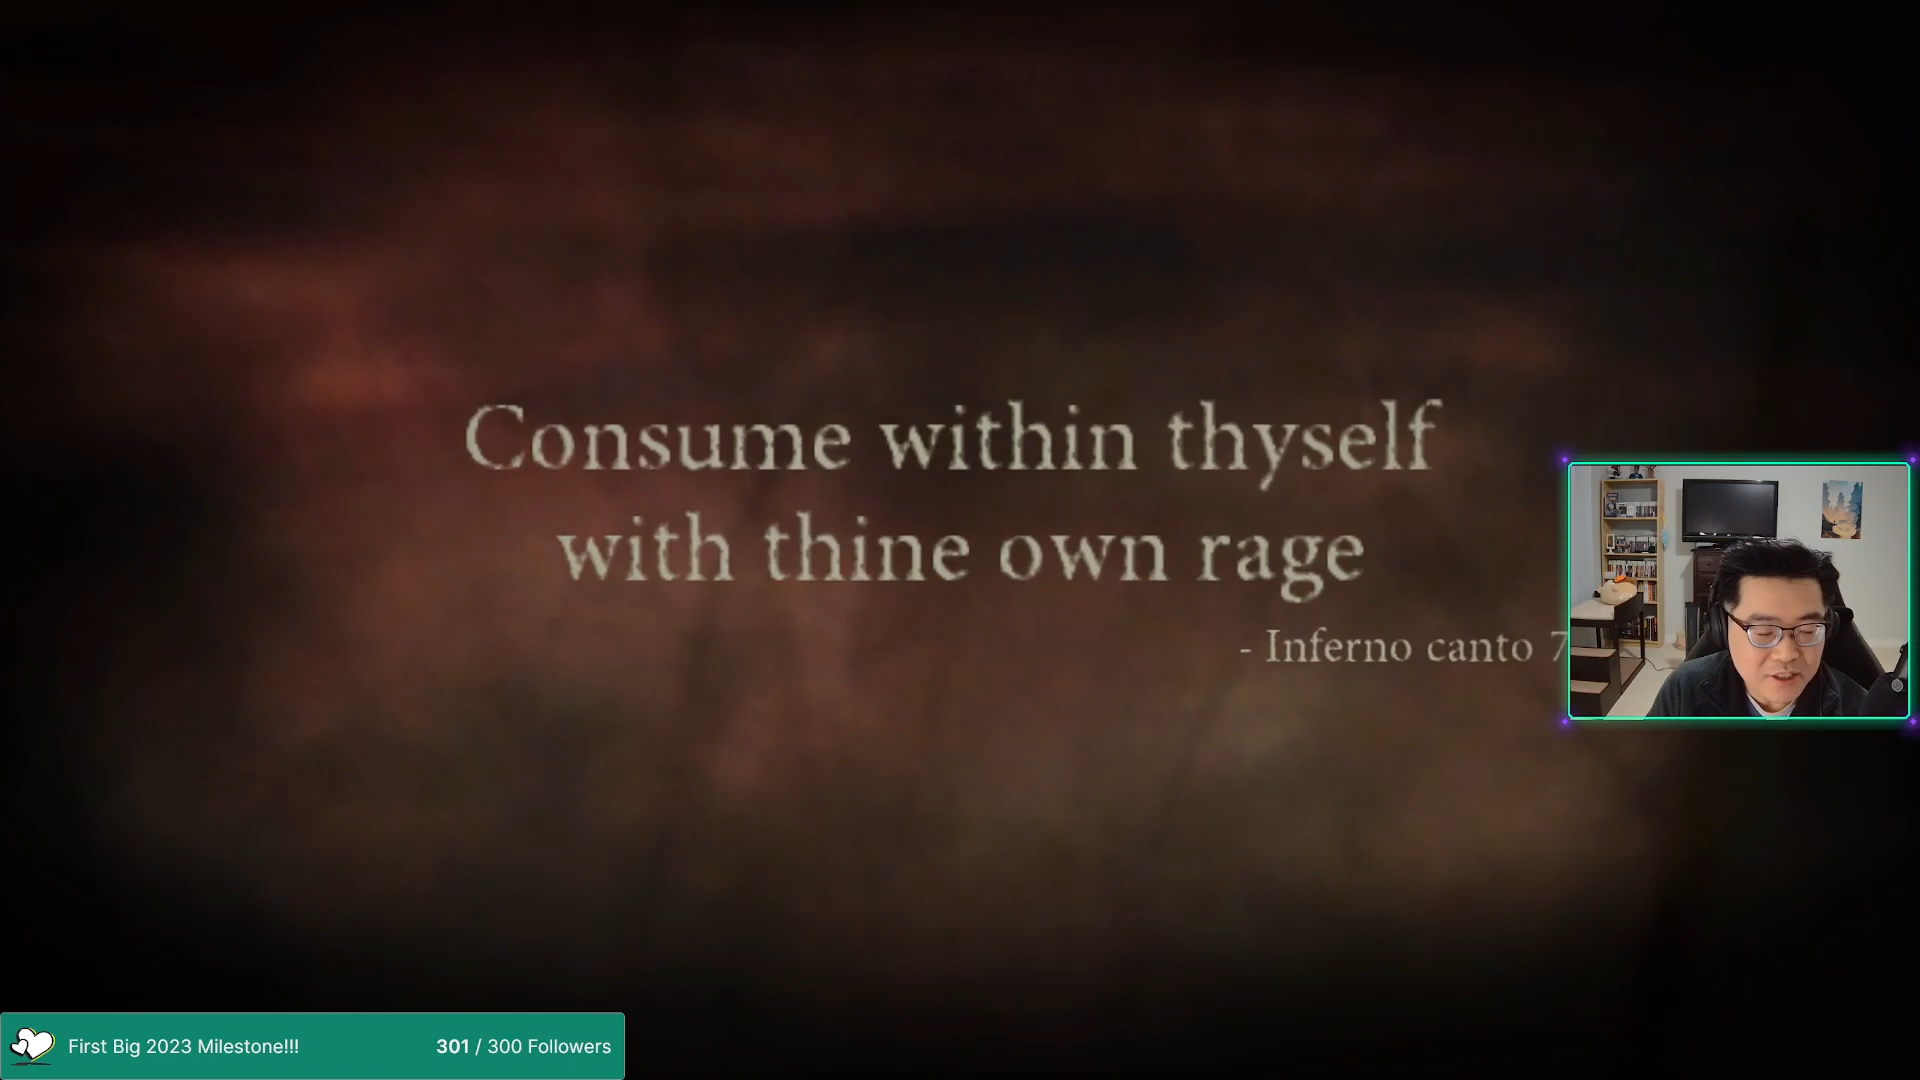 Consume within thyself
with thine own rage
- Inferno canto 7
First Big 2023 Milestone!!! 301 / 300 Followers